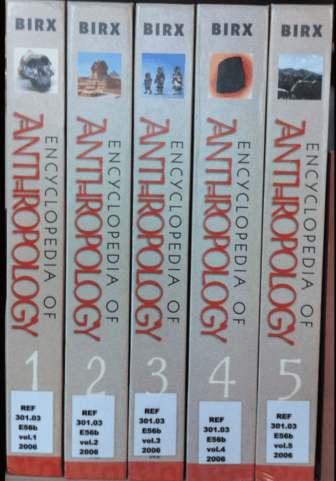 BIRX
ENCYCLOPEDIA OF
ANTHROPOLOGY
1
REF
301.03
E56b
vol.1
2006
BIRX
ENCYCLOPEDIA OF
ANTHROPOLOGY
2
REF
301.03
E56b
vol.2
2006
BIRX
ENCYCLOPEDIA OF
ANTHROPOLOGY
3
REF
301.03
E56b
vol.3
2006
BIRX
ENCYCLOPEDIA OF
ANTHROPOLOGY
4
REF
301.03
E56b
vol.4
2006
BIRX
ENCYCLOPEDIA OF
ANTHROPOLOGY
5
REF
301.03
E56b
vol.5
2006